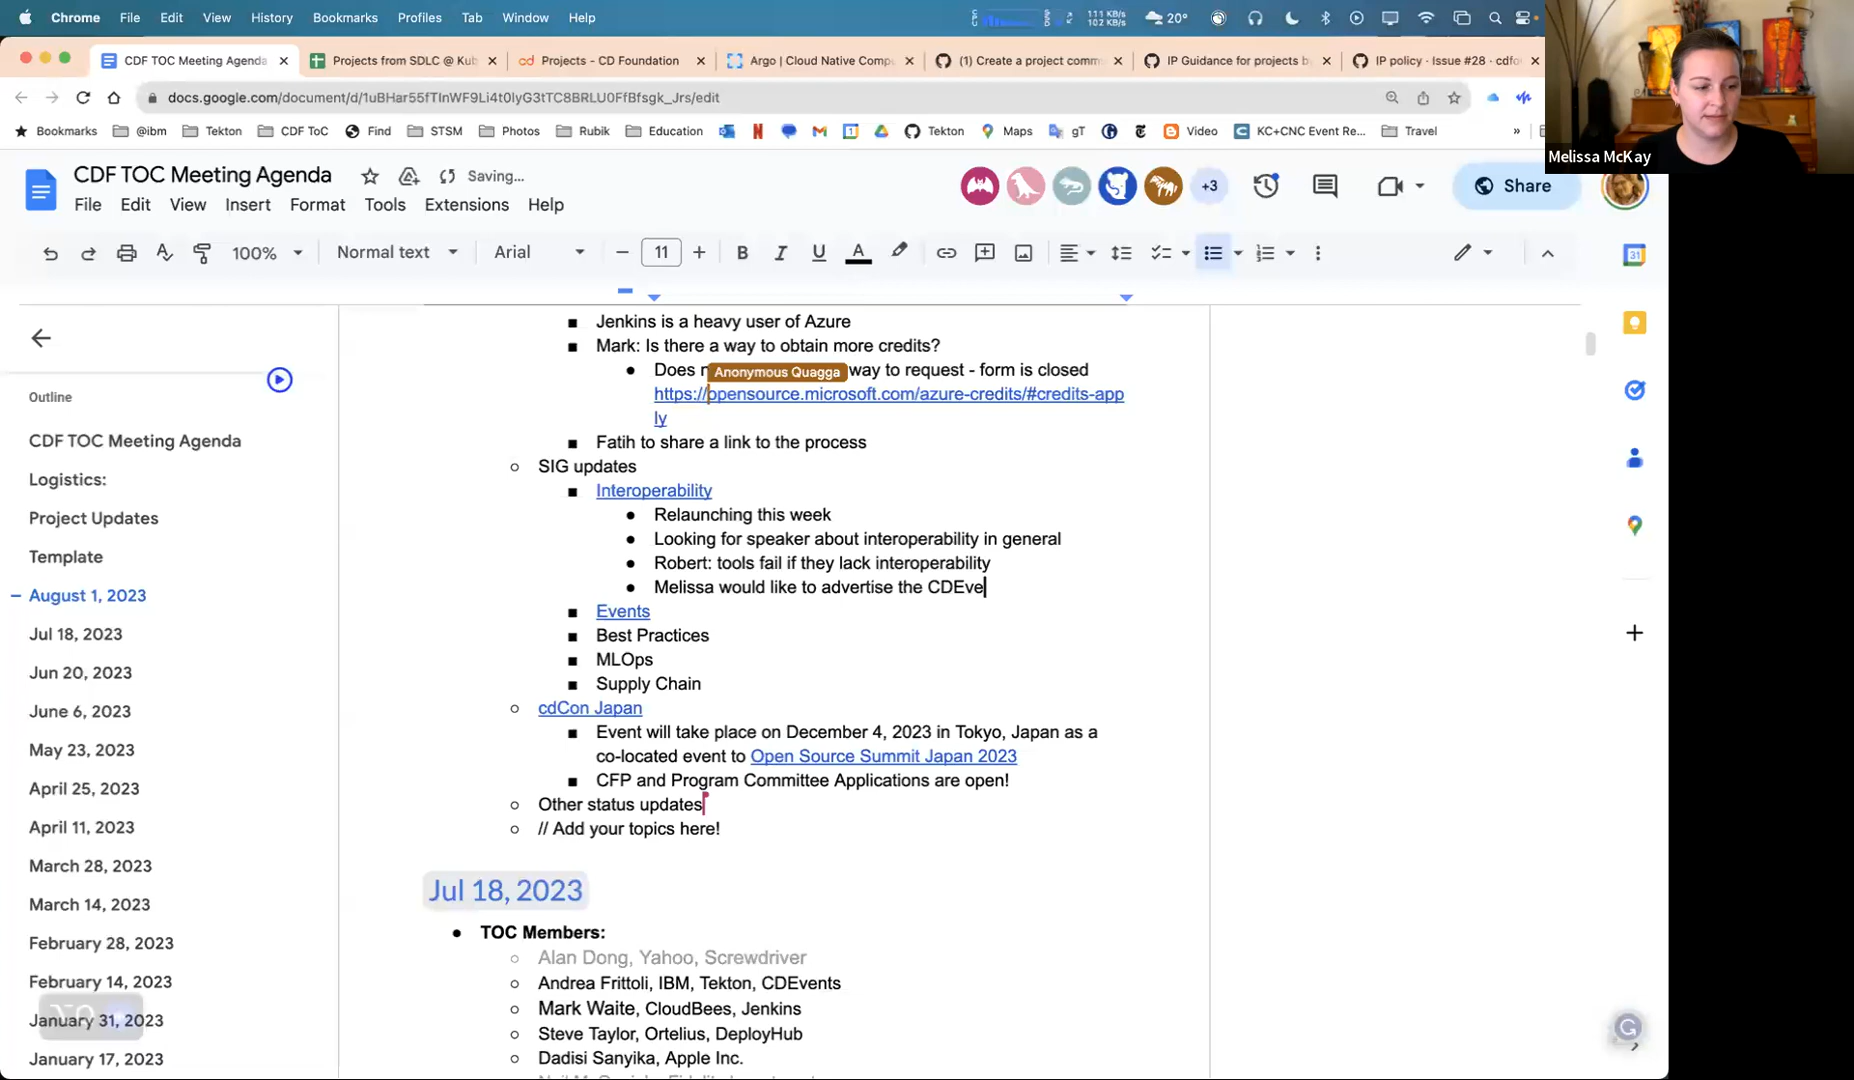 Chrome File Edit View History Bookmarks Profiles Tab Window Help 111 KB/s 102 KB/s 20°
CDF TOC Meeting Agenda Projects from SDLC @ Kub Projects - CD Foundation Argo | Cloud Native Compu (1) Create a project comm IP Guidance for projects by IP policy · Issue #28 · cdfo
docs.google.com/document/d/1uBHar55fTInWF9Li4t0lyG3tTC8BRLU0FfBfsgk_Jrs/edit
Bookmarks @ibm Tekton CDF ToC Find STSM Photos Rubik Education Tekton Maps gT Video KC+CNC Event Re... Travel »
Melissa McKay
CDF TOC Meeting Agenda Saving...
+3 Share
File Edit View Insert Format Tools Extensions Help
100% Normal text Arial 11 B I U A
Jenkins is a heavy user of Azure
Mark: Is there a way to obtain more credits?
Does n Anonymous Quagga way to request - form is closed
https://opensource.microsoft.com/azure-credits/#credits-app
ly
Fatih to share a link to the process
SIG updates
Interoperability
Relaunching this week
Looking for speaker about interoperability in general
Robert: tools fail if they lack interoperability
Melissa would like to advertise the CDEve
Events
Best Practices
MLOps
Supply Chain
cdCon Japan
Event will take place on December 4, 2023 in Tokyo, Japan as a
co-located event to Open Source Summit Japan 2023
CFP and Program Committee Applications are open!
Other status updates
// Add your topics here!
Jul 18, 2023
TOC Members:
Alan Dong, Yahoo, Screwdriver
Andrea Frittoli, IBM, Tekton, CDEvents
Mark Waite, CloudBees, Jenkins
Steve Taylor, Ortelius, DeployHub
Dadisi Sanyika, Apple Inc.
Outline
CDF TOC Meeting Agenda
Logistics:
Project Updates
Template
August 1, 2023
Jul 18, 2023
Jun 20, 2023
June 6, 2023
May 23, 2023
April 25, 2023
April 11, 2023
March 28, 2023
March 14, 2023
February 28, 2023
February 14, 2023
January 31, 2023
January 17, 2023